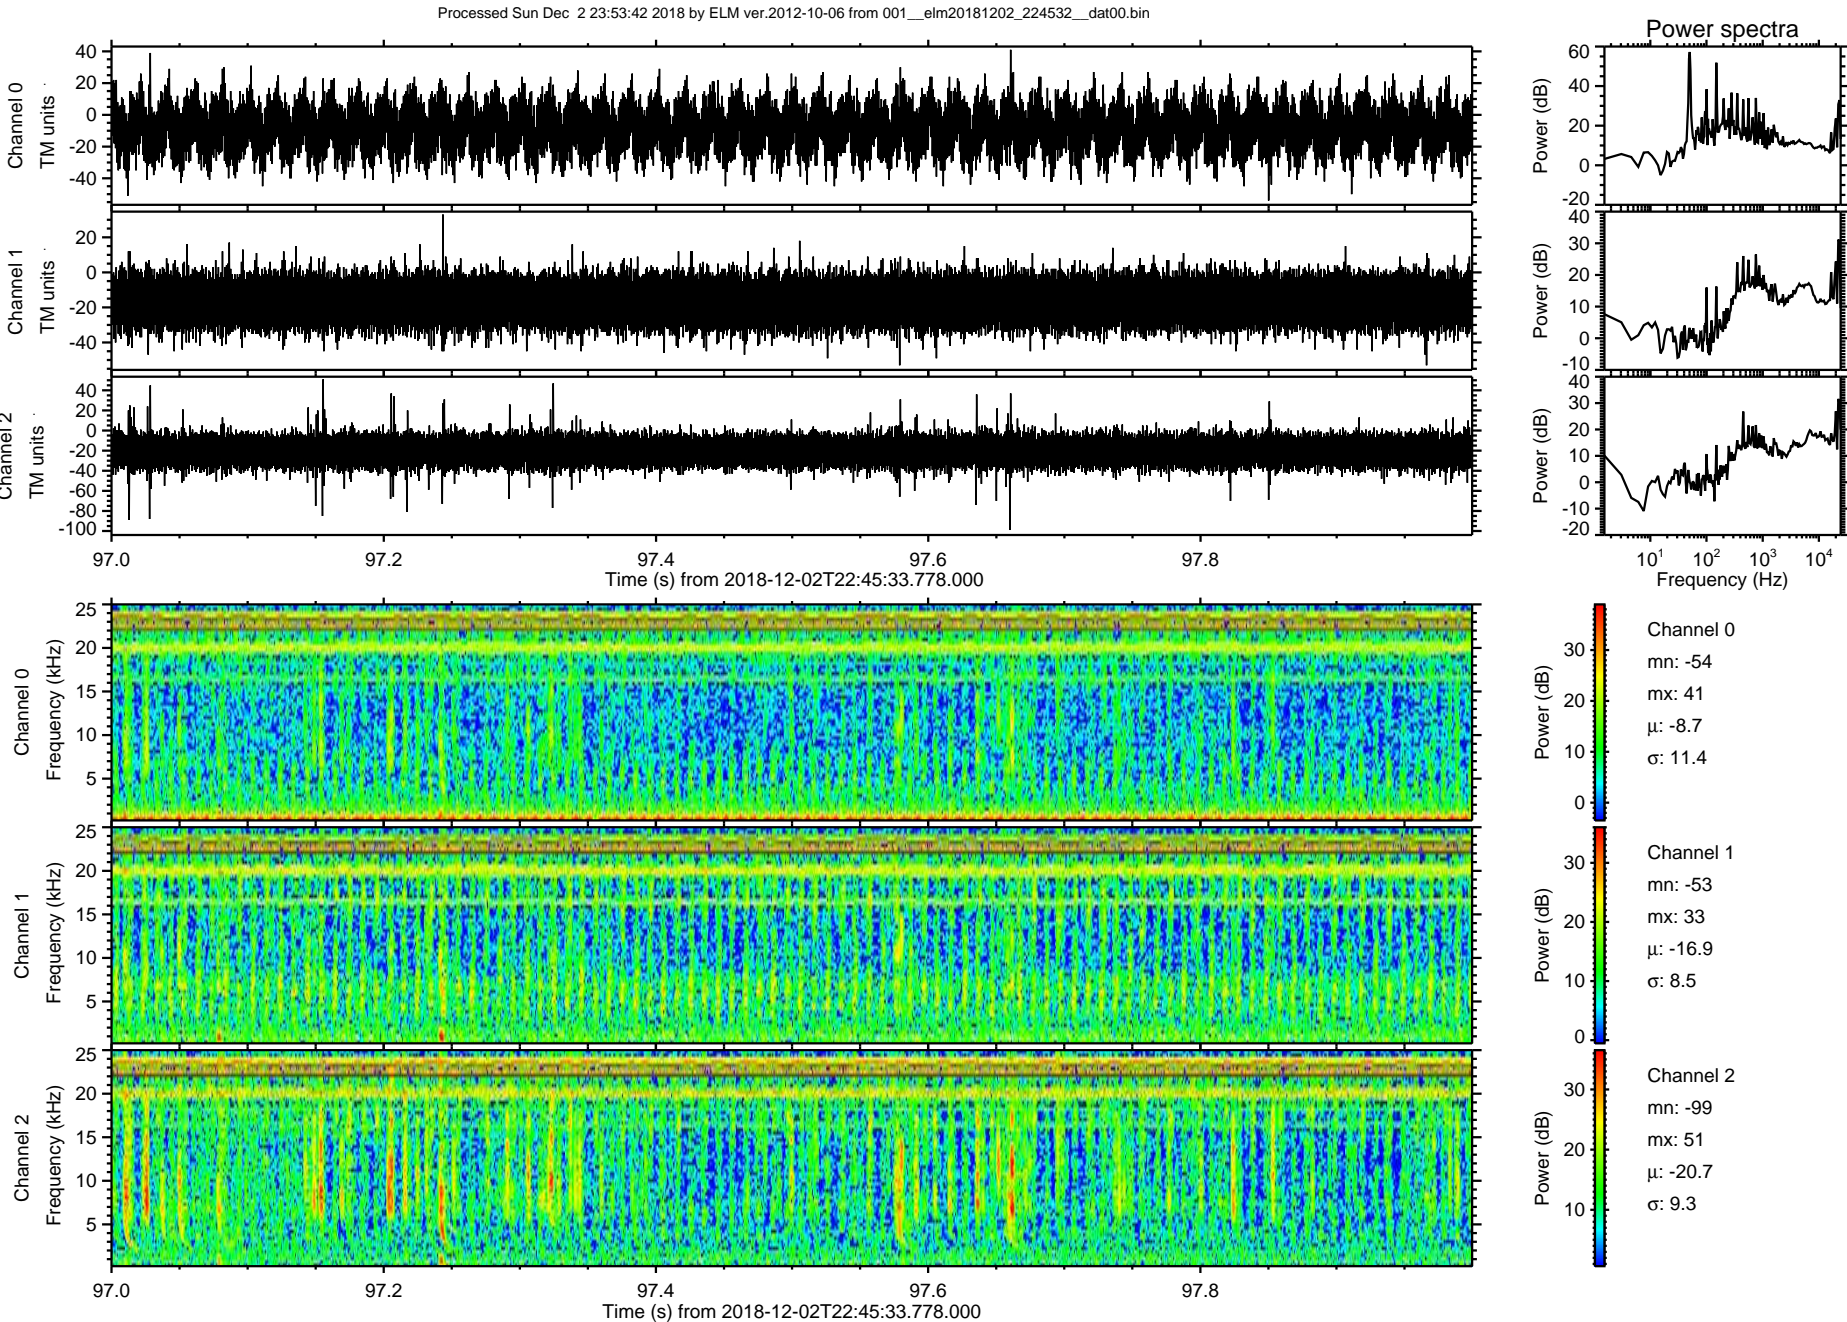 Processed Sun Dec 2 23:53:42 2018 by ELM ver.2012-10-06 from 001__elm20181202_224532__dat00.bin
Power spectra
Channel 0
TM units
40
20
0
-20
-40
Power (dB)
60
40
20
0
-20
Channel 1
TM units
20
0
-20
-40
Power (dB)
40
30
20
10
0
-10
Channel 2
TM units
40
20
0
-20
-40
-60
-80
-100
Power (dB)
40
30
20
10
0
-10
-20
97.0 97.2 97.4 97.6 97.8
Time (s) from 2018-12-02T22:45:33.778.000
10¹ 10² 10³ 10⁴
Frequency (Hz)
Channel 0
Frequency (kHz)
25
20
15
10
5
Power (dB)
30
20
10
0
Channel 0
mn: -54
mx: 41
μ: -8.7
σ: 11.4
Channel 1
Frequency (kHz)
25
20
15
10
5
Power (dB)
30
20
10
0
Channel 1
mn: -53
mx: 33
μ: -16.9
σ: 8.5
Channel 2
Frequency (kHz)
25
20
15
10
5
Power (dB)
30
20
10
Channel 2
mn: -99
mx: 51
μ: -20.7
σ: 9.3
97.0 97.2 97.4 97.6 97.8
Time (s) from 2018-12-02T22:45:33.778.000